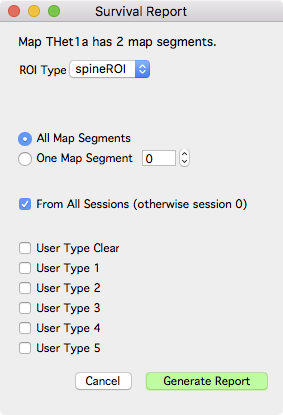 Survival Report
Map THet1a has 2 map segments.
ROI Type spineROI
All Map Segments
One Map Segment 0
From All Sessions (otherwise session 0)
User Type Clear
User Type 1
User Type 2
User Type 3
User Type 4
User Type 5
Cancel Generate Report